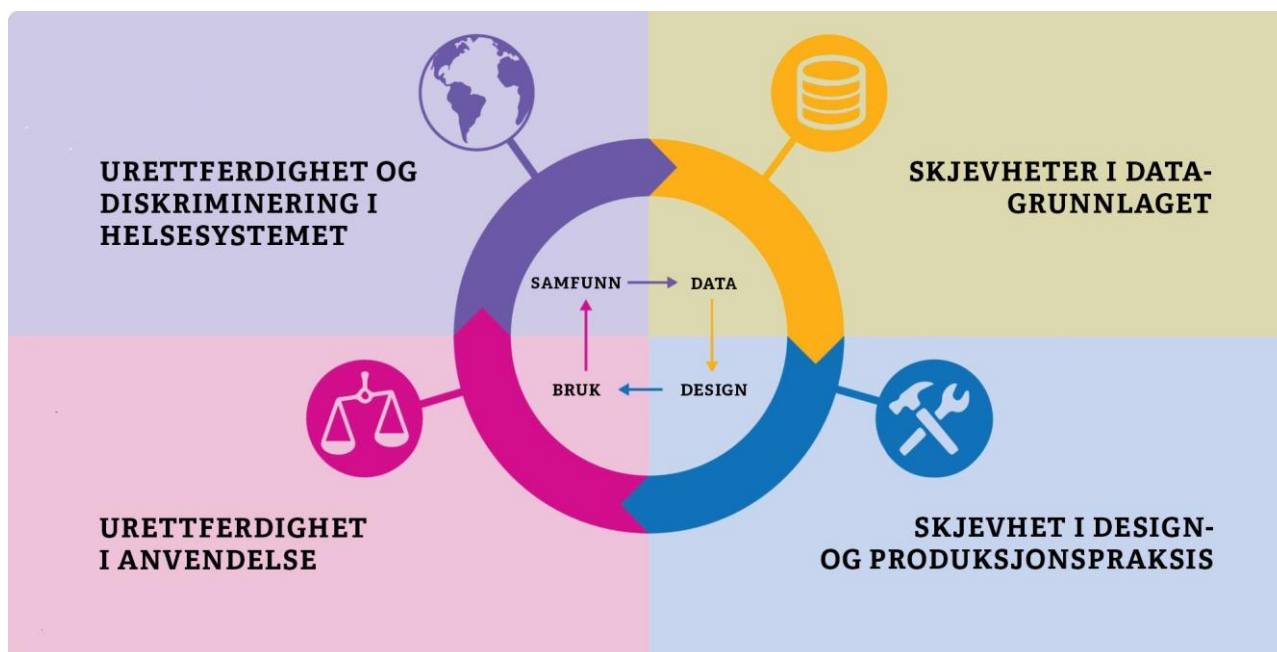 URETTFERDIGHET OG
DISKRIMINERING I
HELSESYSTEMET
SKJEVHETER I DATA-
GRUNNLAGET
SAMFUNN
DATA
BRUK
DESIGN
URETTFERDIGHET
I ANVENDELSE
SKJEVHET I DESIGN-
OG PRODUKSJONSPRAKSIS